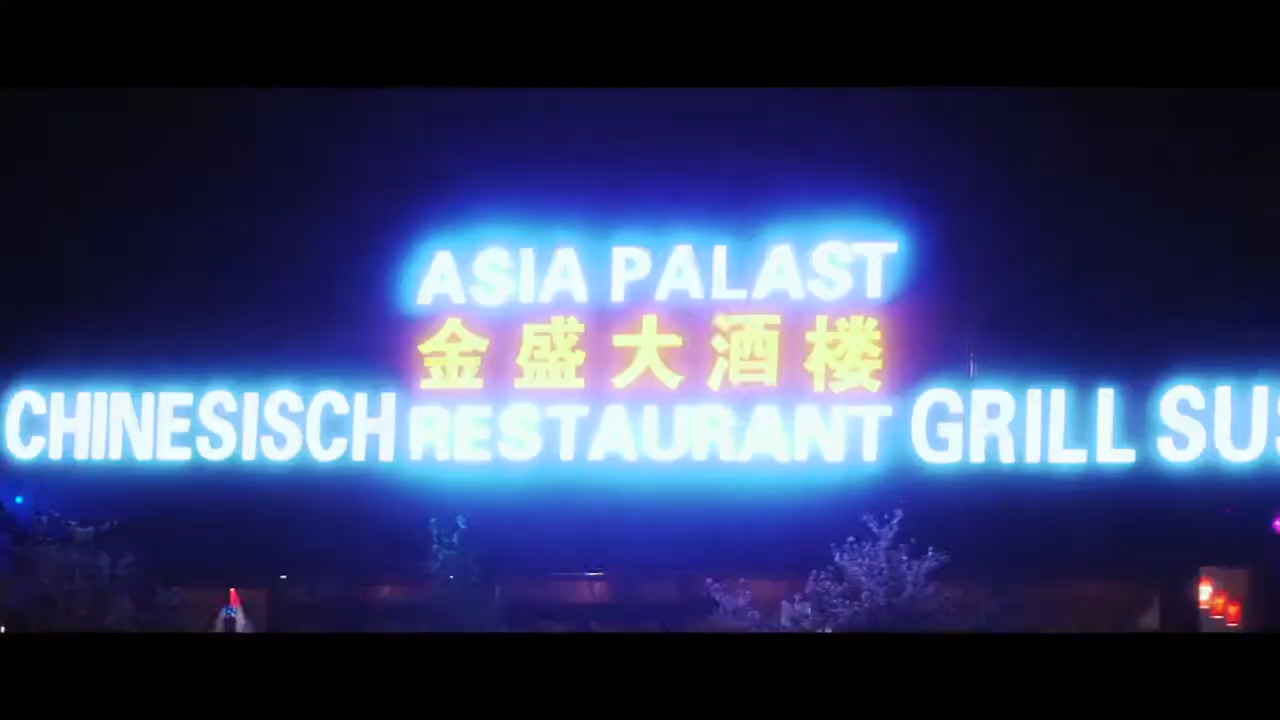 ASIA PALAST
金盛大酒楼
CHINESISCH RESTAURANT GRILL SUS